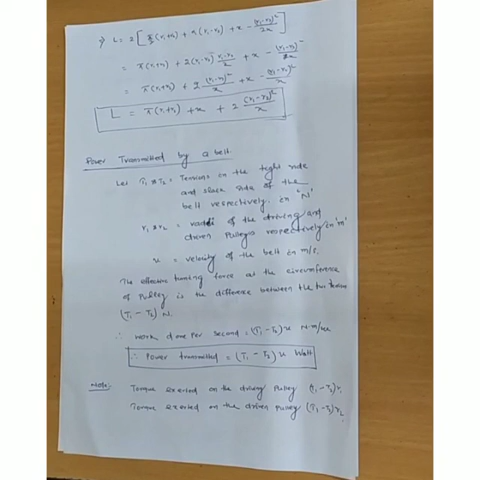 ⇒ L = 2[π/2 (r₁+r₂) + α(r₁-r₂) + x - (r₁-r₂)²/2x]
= π(r₁+r₂) + 2(r₁-r₂) (r₁-r₂)/x + x - (r₁-r₂)²/x
= π(r₁+r₂) + 2 (r₁-r₂)²/x + x - (r₁-r₂)²/x
L = π(r₁+r₂) + x + 2 (r₁-r₂)²/x
Power Transmitted by a belt
Let T₁ & T₂ = Tensions in the tight side
and slack side of the
belt respectively in 'N'
r₁ & r₂ = radii of the driving and
driven Pulleys respectively in 'm'
u = velocity of the belt in m/s.
The effective turning force at the circumference
of Pulley is the difference between the two
(T₁ - T₂) N.
∴ work done per second = (T₁ - T₂) u N-m/sec
∴ Power transmitted = (T₁ - T₂) u Watt
Note: Torque exerted on the driving Pulley (T₁ - T₂) r₁
Torque exerted on the driven Pulley (T₁ - T₂) r₂